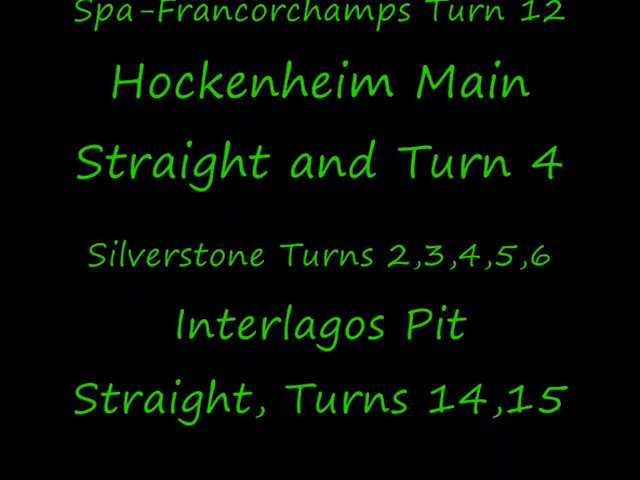 Spa-Francorchamps Turn 12
Hockenheim Main
Straight and Turn 4
Silverstone Turns 2,3,4,5,6
Interlagos Pit
Straight, Turns 14,15